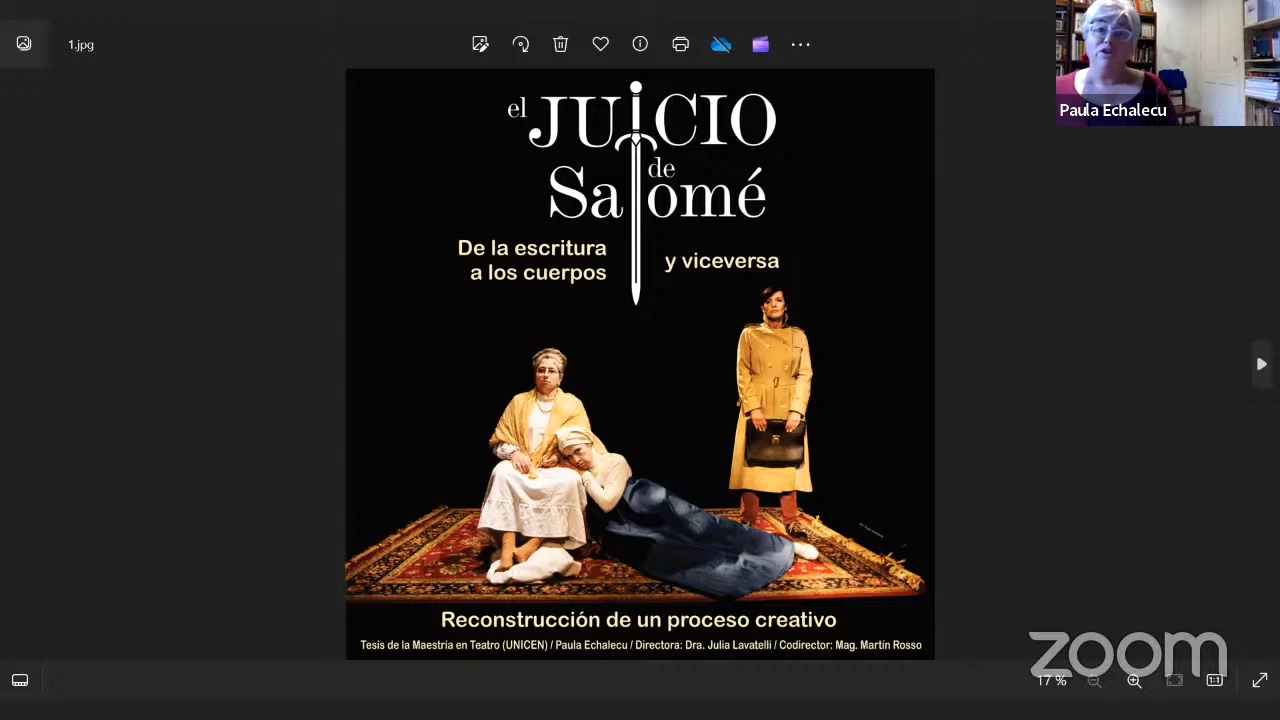 1.jpg
Paula Echalecu
el JUICIO
de
Salomé
De la escritura
a los cuerpos
y viceversa
Reconstrucción de un proceso creativo
Tesis de la Maestría en Teatro (UNICEN) / Paula Echalecu / Directora: Dra. Julia Lavatelli / Codirector: Mag. Martín Rosso
zoom
17 %
1:1